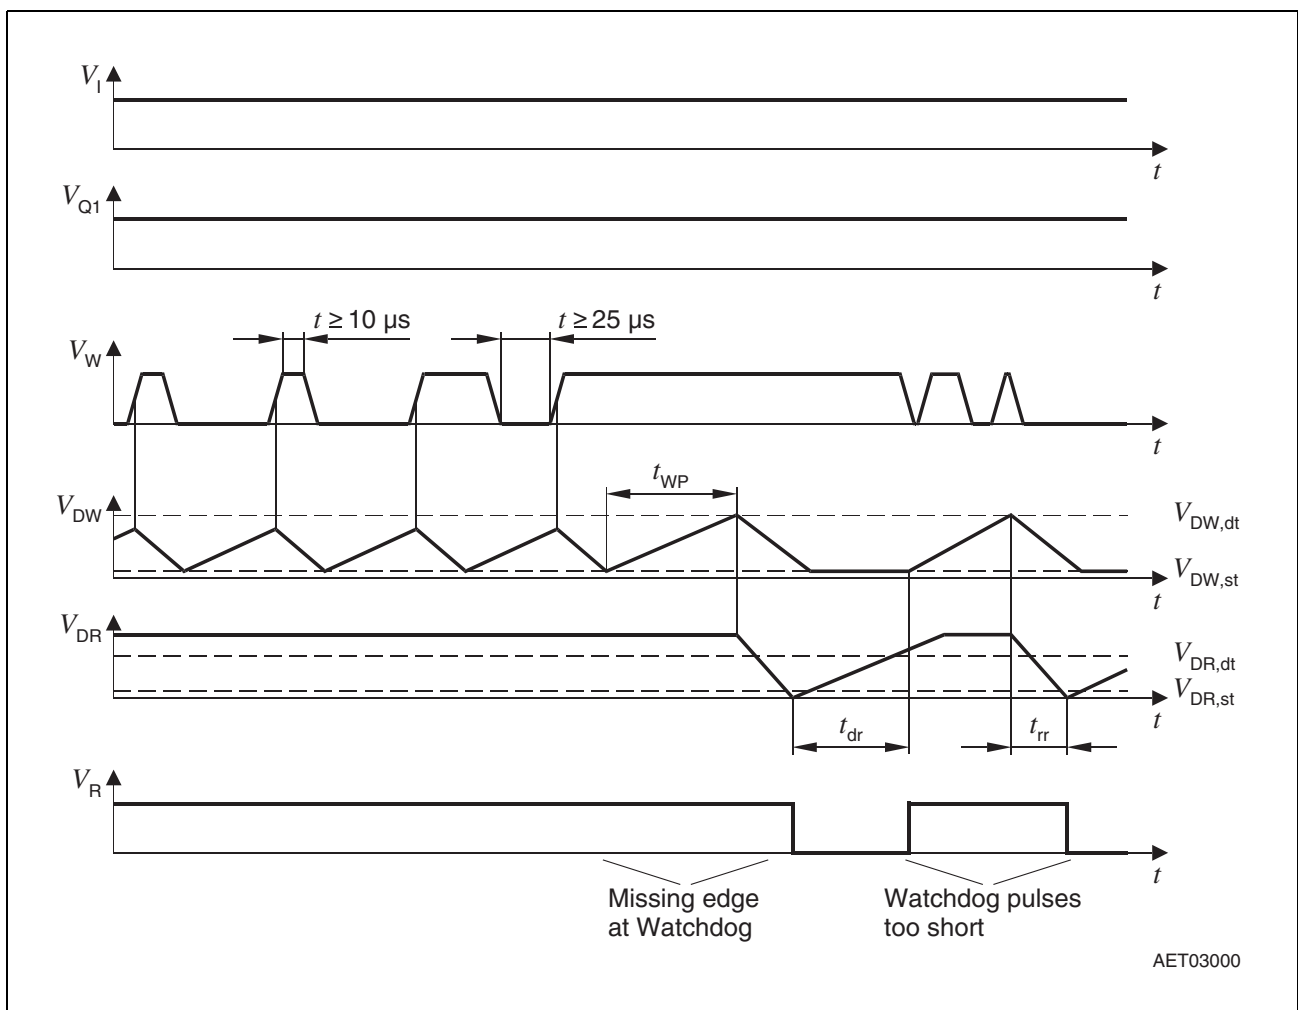 V_I
t
V_Q1
t
t ≥ 10 µs
t ≥ 25 µs
V_W
t
t_WP
V_DW
V_DW,dt
V_DW,st
t
V_DR
V_DR,dt
V_DR,st
t
t_dr
t_rr
V_R
t
Missing edge
at Watchdog
Watchdog pulses
too short
AET03000